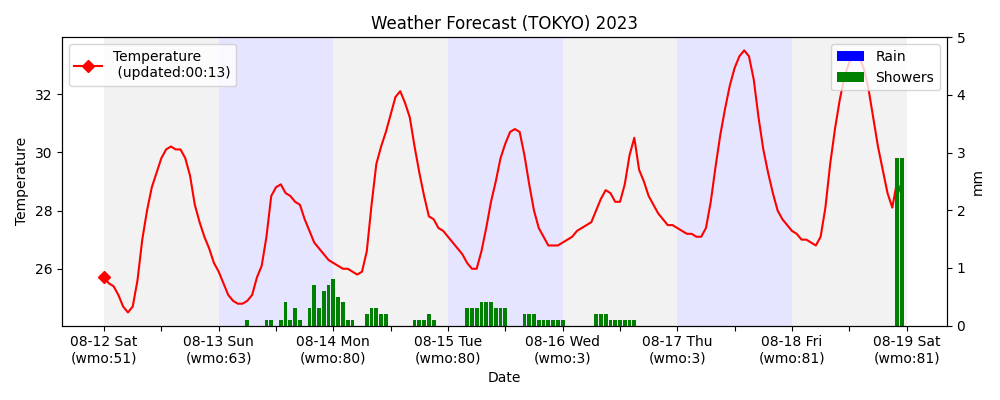 Weather Forecast (TOKYO) 2023
Temperature
(updated:00:13)
Rain
Showers
Temperature
32
30
28
26
5
4
3
2
1
0
mm
08-12 Sat 08-13 Sun 08-14 Mon 08-15 Tue 08-16 Wed 08-17 Thu 08-18 Fri 08-19 Sat
(wmo:51) (wmo:63) (wmo:80) (wmo:80) (wmo:3) (wmo:3) (wmo:81) (wmo:81)
Date